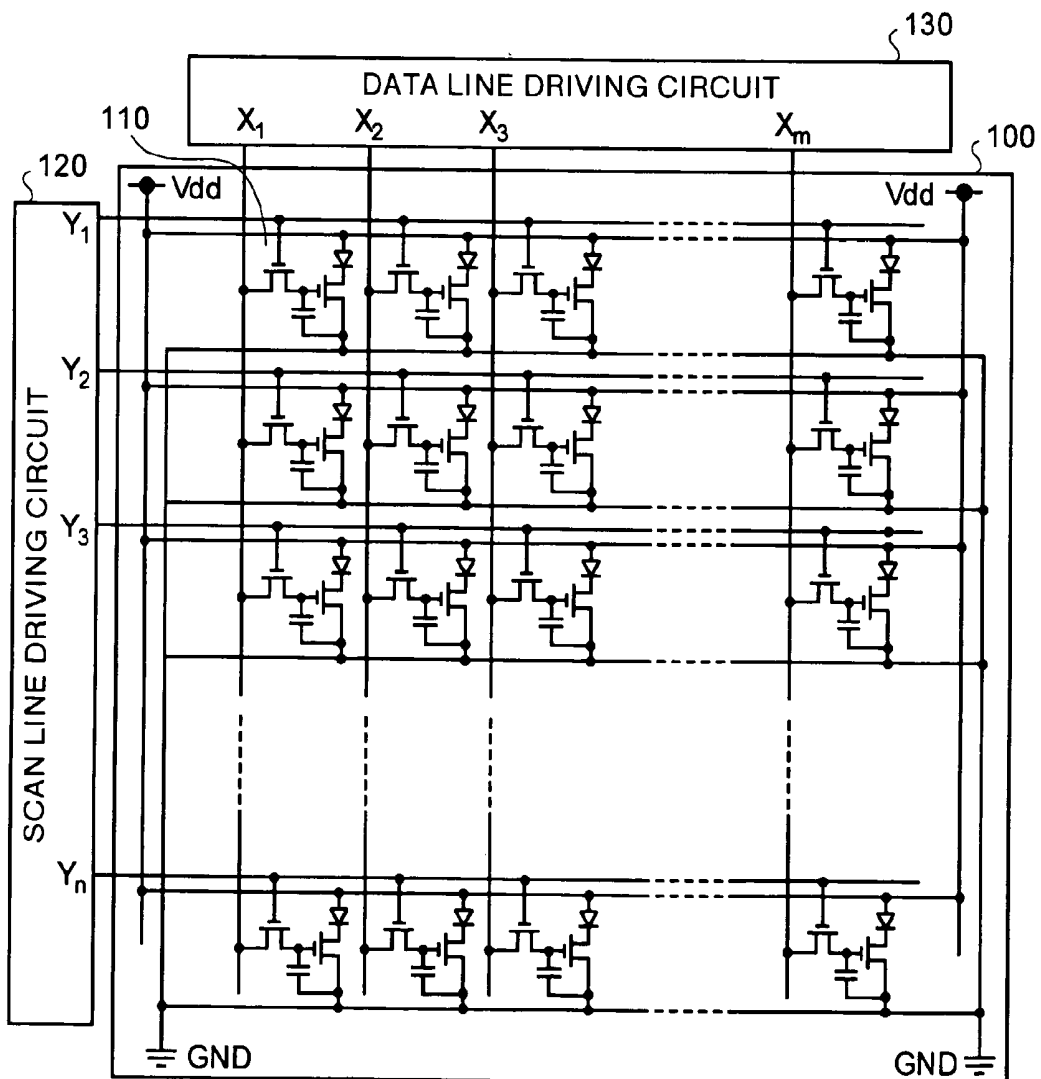 130
DATA LINE DRIVING CIRCUIT
X1 X2 X3 Xm
110
120
100
Vdd Vdd
Y1
Y2
Y3
Yn
SCAN LINE DRIVING CIRCUIT
GND GND